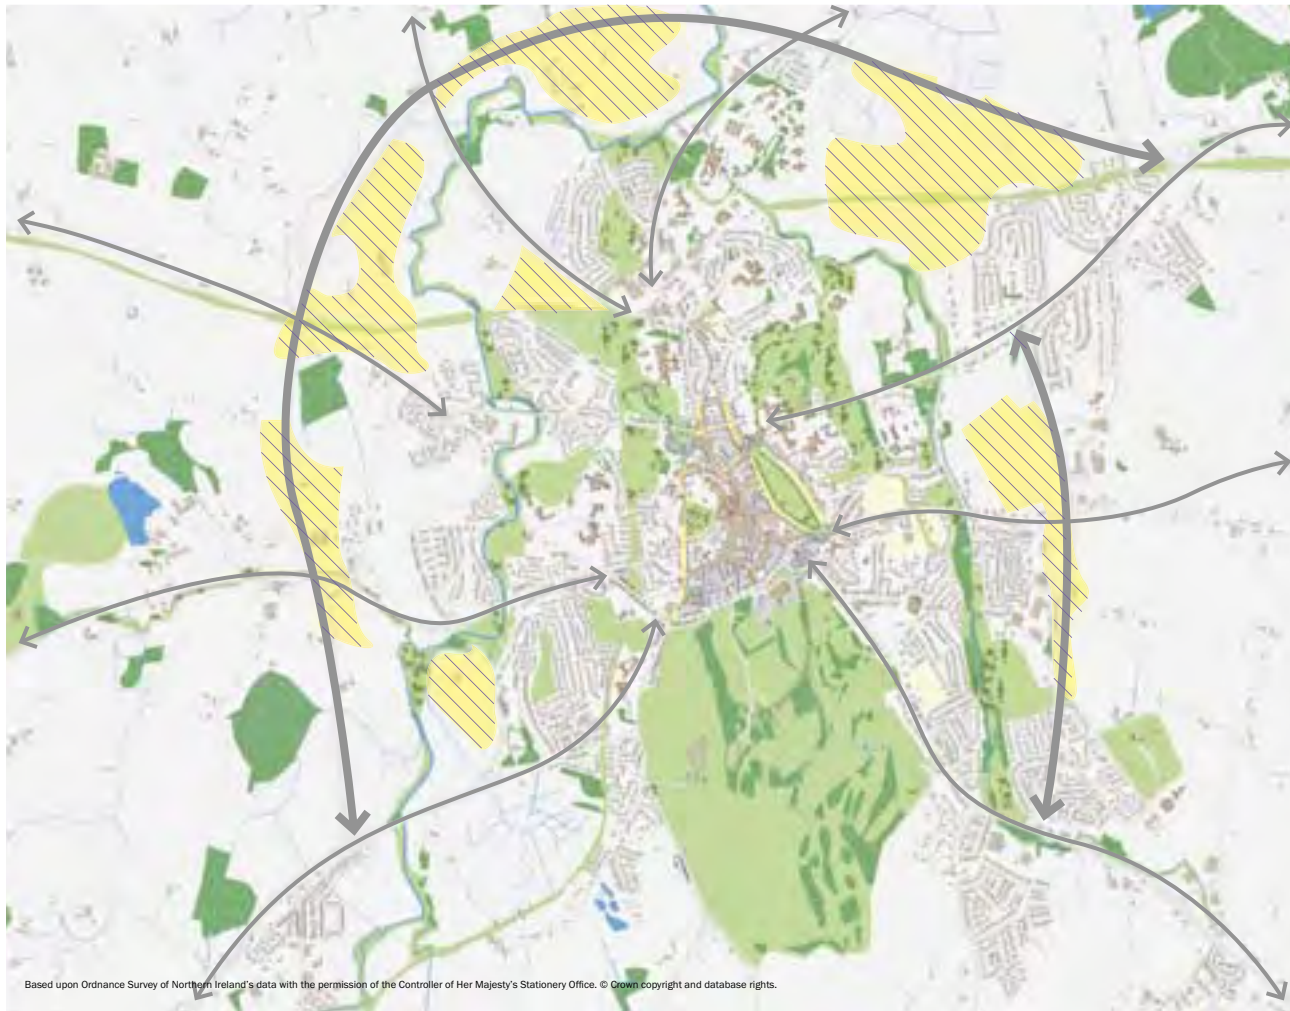 Based upon Ordnance Survey of Northern Ireland's data with the permission of the Controller of Her Majesty's Stationery Office. © Crown copyright and database rights.